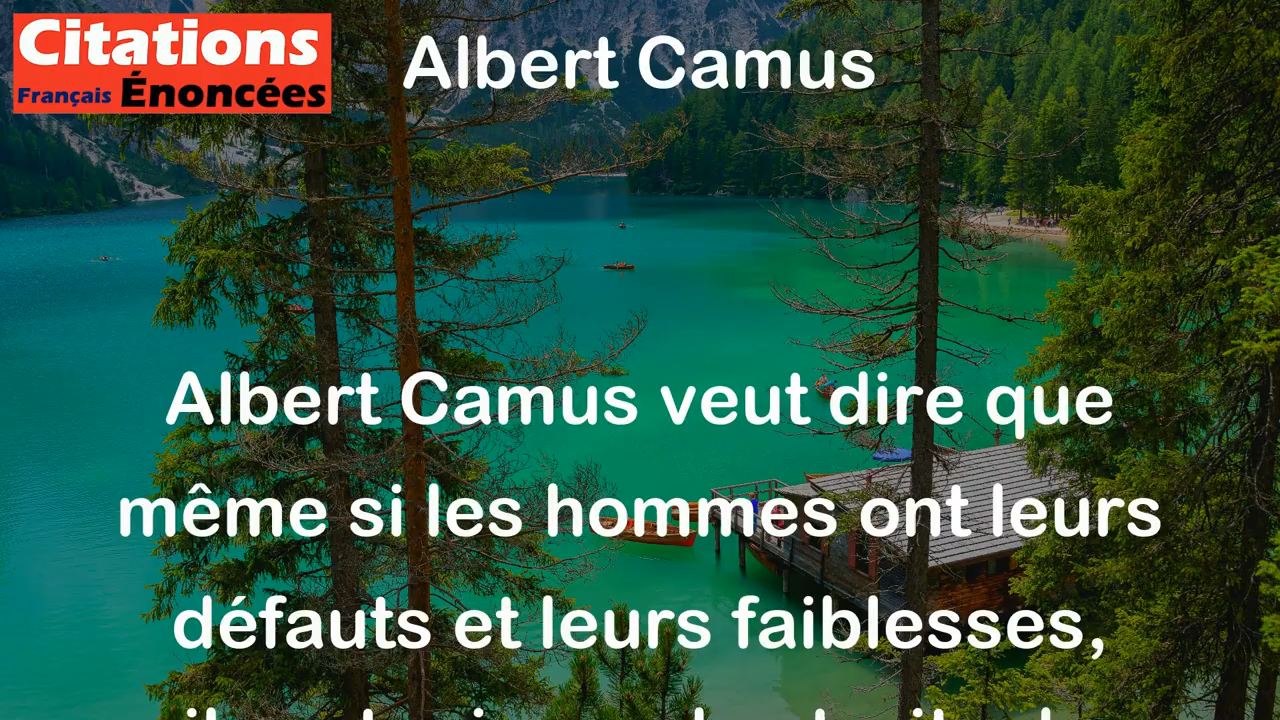 Citations
Français Énoncées
Albert Camus
Albert Camus veut dire que
même si les hommes ont leurs
défauts et leurs faiblesses,